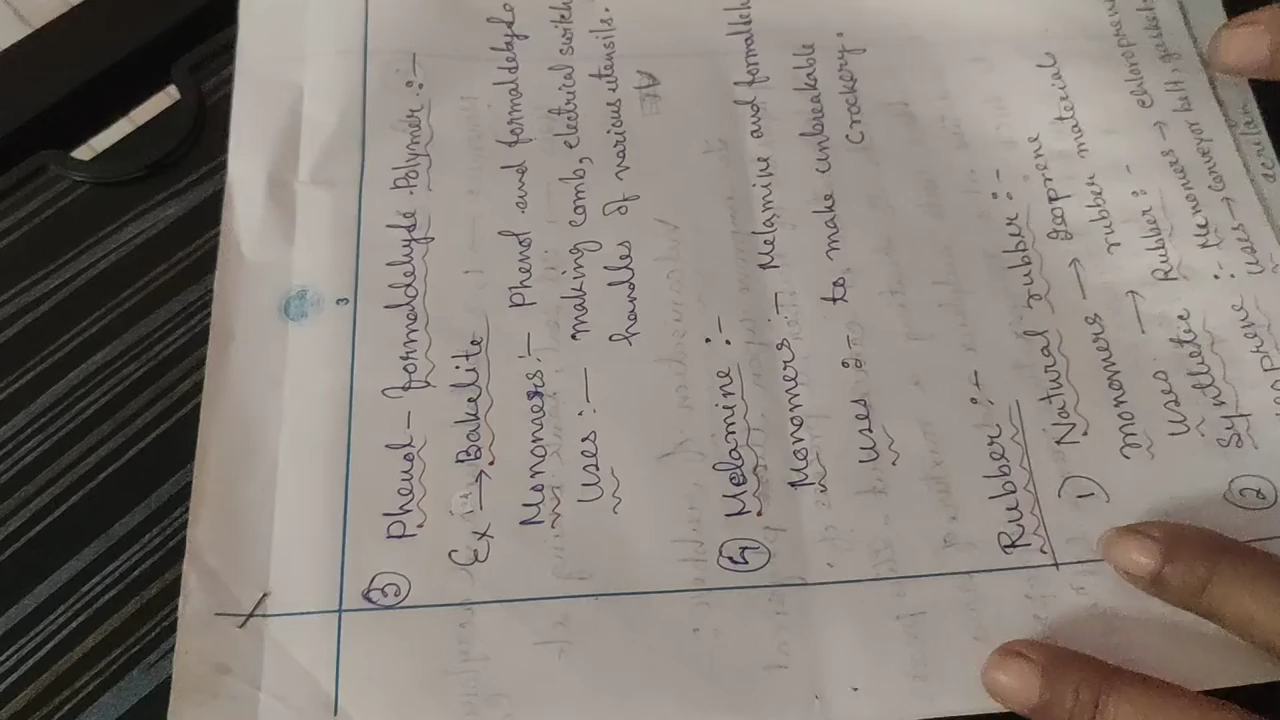 3
③ Phenol - formaldehyde Polymer :-
Ex → Bakelite
Monomers :- Phenol and formaldehyde
Uses :- making comb, electrical switch
handles of various utensils.
④ Melamine :-
Monomers :- Melamine and formaldeh
Uses :- to make unbreakable
crockery.
Rubber :-
1) Natural rubber :-
monomers → isoprene
Uses → rubber material
② Synthetic Rubber :-
Monomers → chloroprene
uses → conveyor belt, gaskets